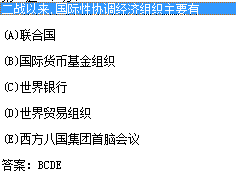 二战以来,国际性协调经济组织主要有
(A)联合国
(B)国际货币基金组织
(C)世界银行
(D)世界贸易组织
(E)西方八国集团首脑会议
答案：BCDE